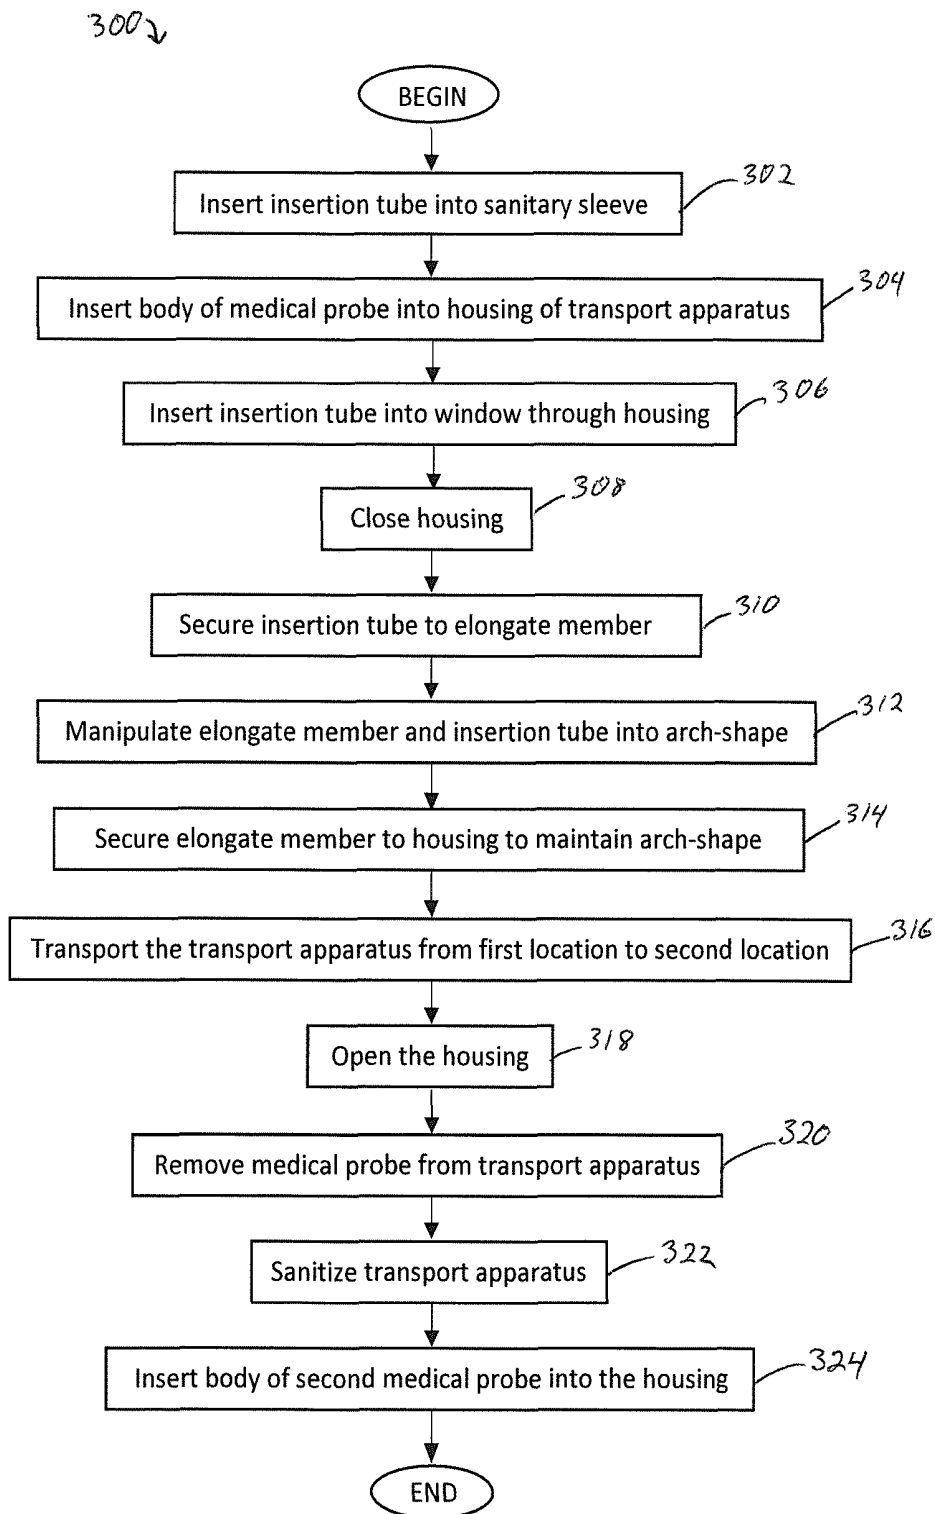 300
BEGIN
302
Insert insertion tube into sanitary sleeve
304
Insert body of medical probe into housing of transport apparatus
306
Insert insertion tube into window through housing
308
Close housing
310
Secure insertion tube to elongate member
312
Manipulate elongate member and insertion tube into arch-shape
314
Secure elongate member to housing to maintain arch-shape
316
Transport the transport apparatus from first location to second location
318
Open the housing
320
Remove medical probe from transport apparatus
322
Sanitize transport apparatus
324
Insert body of second medical probe into the housing
END